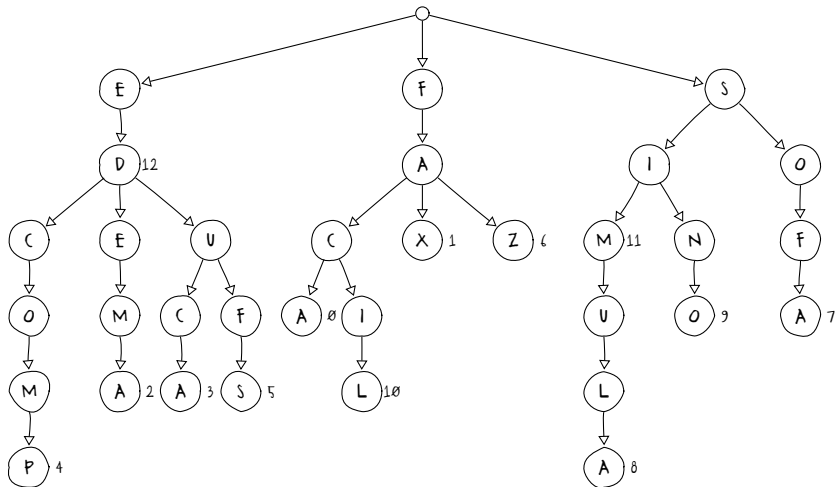 E F S
D 12 A I O
C E U C X 1 Z 6 M 11 N F
O M C F A 0 I U O 9 A 7
M A 2 A 3 S 5 L 10 L
P 4 A 8